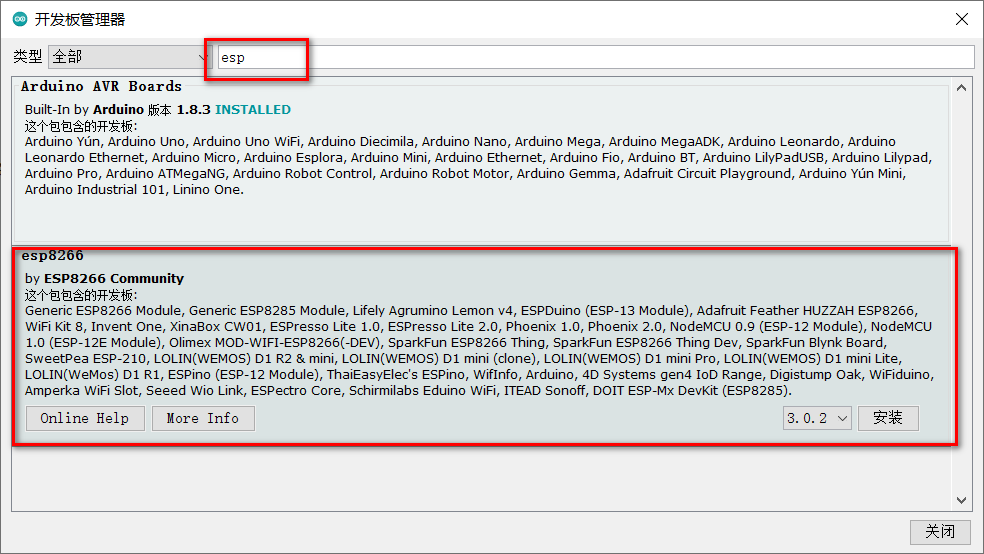 开发板管理器
类型 全部 esp
Arduino AVR Boards
Built-In by Arduino 版本 1.8.3 INSTALLED
这个包包含的开发板:
Arduino Yún, Arduino Uno, Arduino Uno WiFi, Arduino Diecimila, Arduino Nano, Arduino Mega, Arduino MegaADK, Arduino Leonardo, Arduino
Leonardo Ethernet, Arduino Micro, Arduino Esplora, Arduino Mini, Arduino Ethernet, Arduino Fio, Arduino BT, Arduino LilyPadUSB, Arduino Lilypad,
Arduino Pro, Arduino ATMegaNG, Arduino Robot Control, Arduino Robot Motor, Arduino Gemma, Adafruit Circuit Playground, Arduino Yún Mini,
Arduino Industrial 101, Linino One.
esp8266
by ESP8266 Community
这个包包含的开发板:
Generic ESP8266 Module, Generic ESP8285 Module, Lifely Agrumino Lemon v4, ESPDuino (ESP-13 Module), Adafruit Feather HUZZAH ESP8266,
WiFi Kit 8, Invent One, XinaBox CW01, ESPresso Lite 1.0, ESPresso Lite 2.0, Phoenix 1.0, Phoenix 2.0, NodeMCU 0.9 (ESP-12 Module), NodeMCU
1.0 (ESP-12E Module), Olimex MOD-WIFI-ESP8266(-DEV), SparkFun ESP8266 Thing, SparkFun ESP8266 Thing Dev, SparkFun Blynk Board,
SweetPea ESP-210, LOLIN(WEMOS) D1 R2 & mini, LOLIN(WEMOS) D1 mini (clone), LOLIN(WEMOS) D1 mini Pro, LOLIN(WEMOS) D1 mini Lite,
LOLIN(WeMos) D1 R1, ESPino (ESP-12 Module), ThaiEasyElec's ESPino, WifInfo, Arduino, 4D Systems gen4 IoD Range, Digistump Oak, WiFiduino,
Amperka WiFi Slot, Seeed Wio Link, ESPectro Core, Schirmilabs Eduino WiFi, ITEAD Sonoff, DOIT ESP-Mx DevKit (ESP8285).
Online Help More Info 3.0.2 安装
关闭